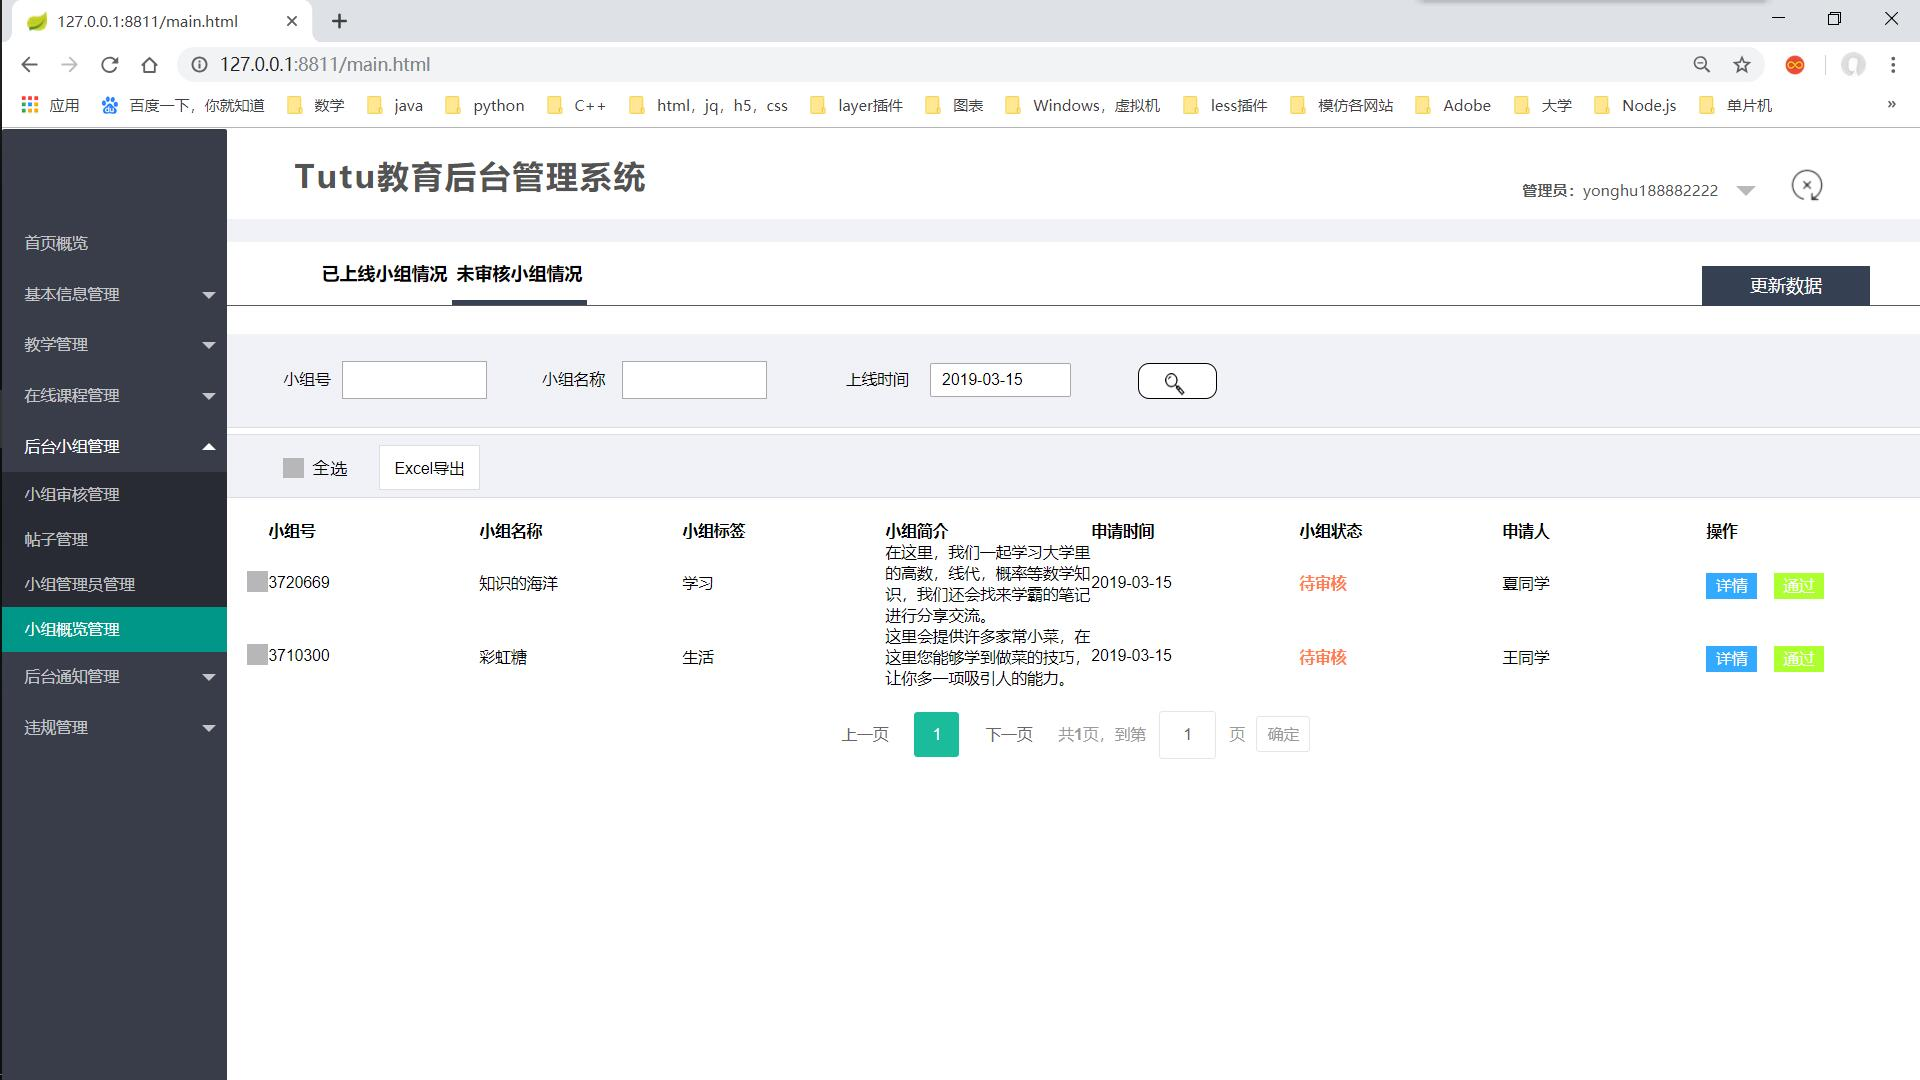 127.0.0.1:8811/main.html
127.0.0.1:8811/main.html
应用 百度一下，你就知道 数学 java python C++ html，jq，h5，css layer插件 图表 Windows，虚拟机 less插件 模仿各网站 Adobe 大学 Node.js 单片机 »
Tutu教育后台管理系统
管理员：yonghu188882222
首页概览
基本信息管理
教学管理
在线课程管理
后台小组管理
小组审核管理
帖子管理
小组管理员管理
小组概览管理
后台通知管理
违规管理
已上线小组情况 未审核小组情况
更新数据
小组号 小组名称 上线时间 2019-03-15
全选 Excel导出
小组号 小组名称 小组标签 小组简介 申请时间 小组状态 申请人 操作
3720669 知识的海洋 学习
在这里，我们一起学习大学里
的高数，线代，概率等数学知
识，我们还会找来学霸的笔记
进行分享交流。
2019-03-15 待审核 夏同学 详情 通过
3710300 彩虹糖 生活
这里会提供许多家常小菜，在
这里您能够学到做菜的技巧，
让你多一项吸引人的能力。
2019-03-15 待审核 王同学 详情 通过
上一页 1 下一页 共1页，到第 1 页 确定